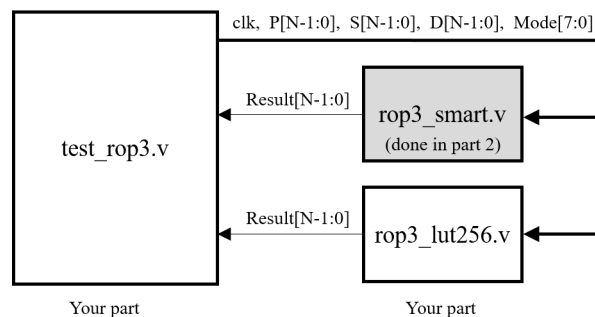 clk, P[N-1:0], S[N-1:0], D[N-1:0], Mode[7:0]
Result[N-1:0]
rop3_smart.v
(done in part 2)
test_rop3.v
Result[N-1:0]
rop3_lut256.v
Your part
Your part